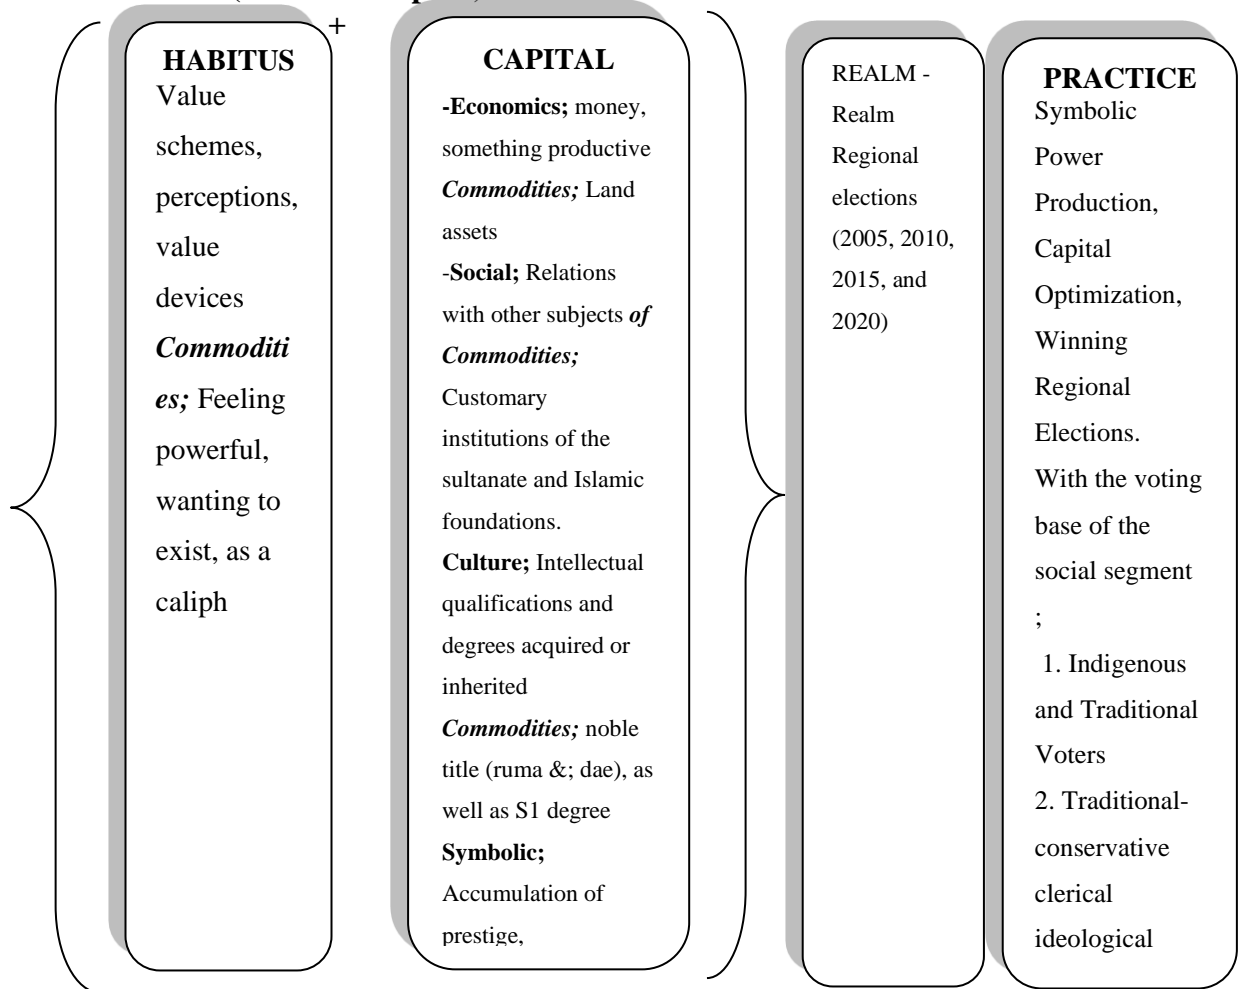 +
HABITUS
Value
schemes,
perceptions,
value
devices
Commoditi
es; Feeling
powerful,
wanting to
exist, as a
caliph
CAPITAL
-Economics; money,
something productive
Commodities; Land
assets
-Social; Relations
with other subjects of
Commodities;
Customary
institutions of the
sultanate and Islamic
foundations.
Culture; Intellectual
qualifications and
degrees acquired or
inherited
Commodities; noble
title (ruma &; dae), as
well as S1 degree
Symbolic;
Accumulation of
prestige,
REALM -
Realm
Regional
elections
(2005, 2010,
2015, and
2020)
PRACTICE
Symbolic
Power
Production,
Capital
Optimization,
Winning
Regional
Elections.
With the voting
base of the
social segment
;
1. Indigenous
and Traditional
Voters
2. Traditional-
conservative
clerical
ideological